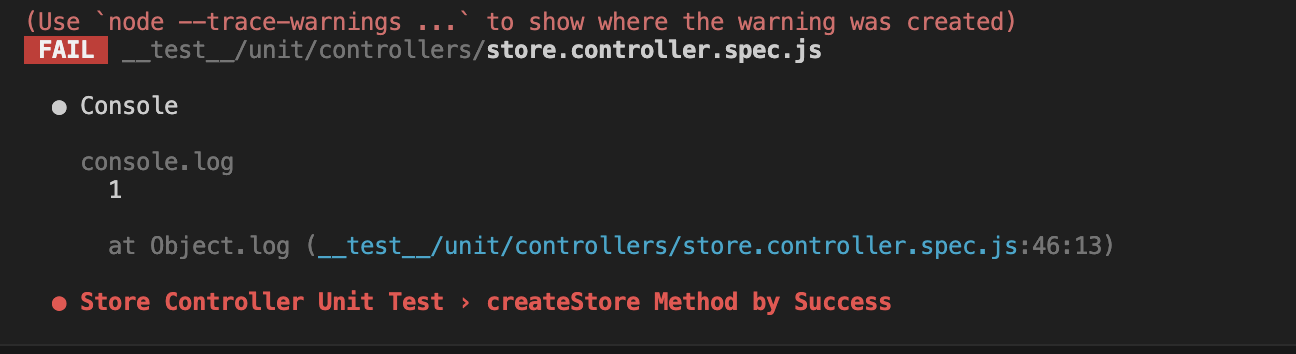 (Use `node --trace-warnings ...` to show where the warning was created)
FAIL __test__/unit/controllers/store.controller.spec.js
● Console
console.log
1
at Object.log (__test__/unit/controllers/store.controller.spec.js:46:13)
● Store Controller Unit Test › createStore Method by Success